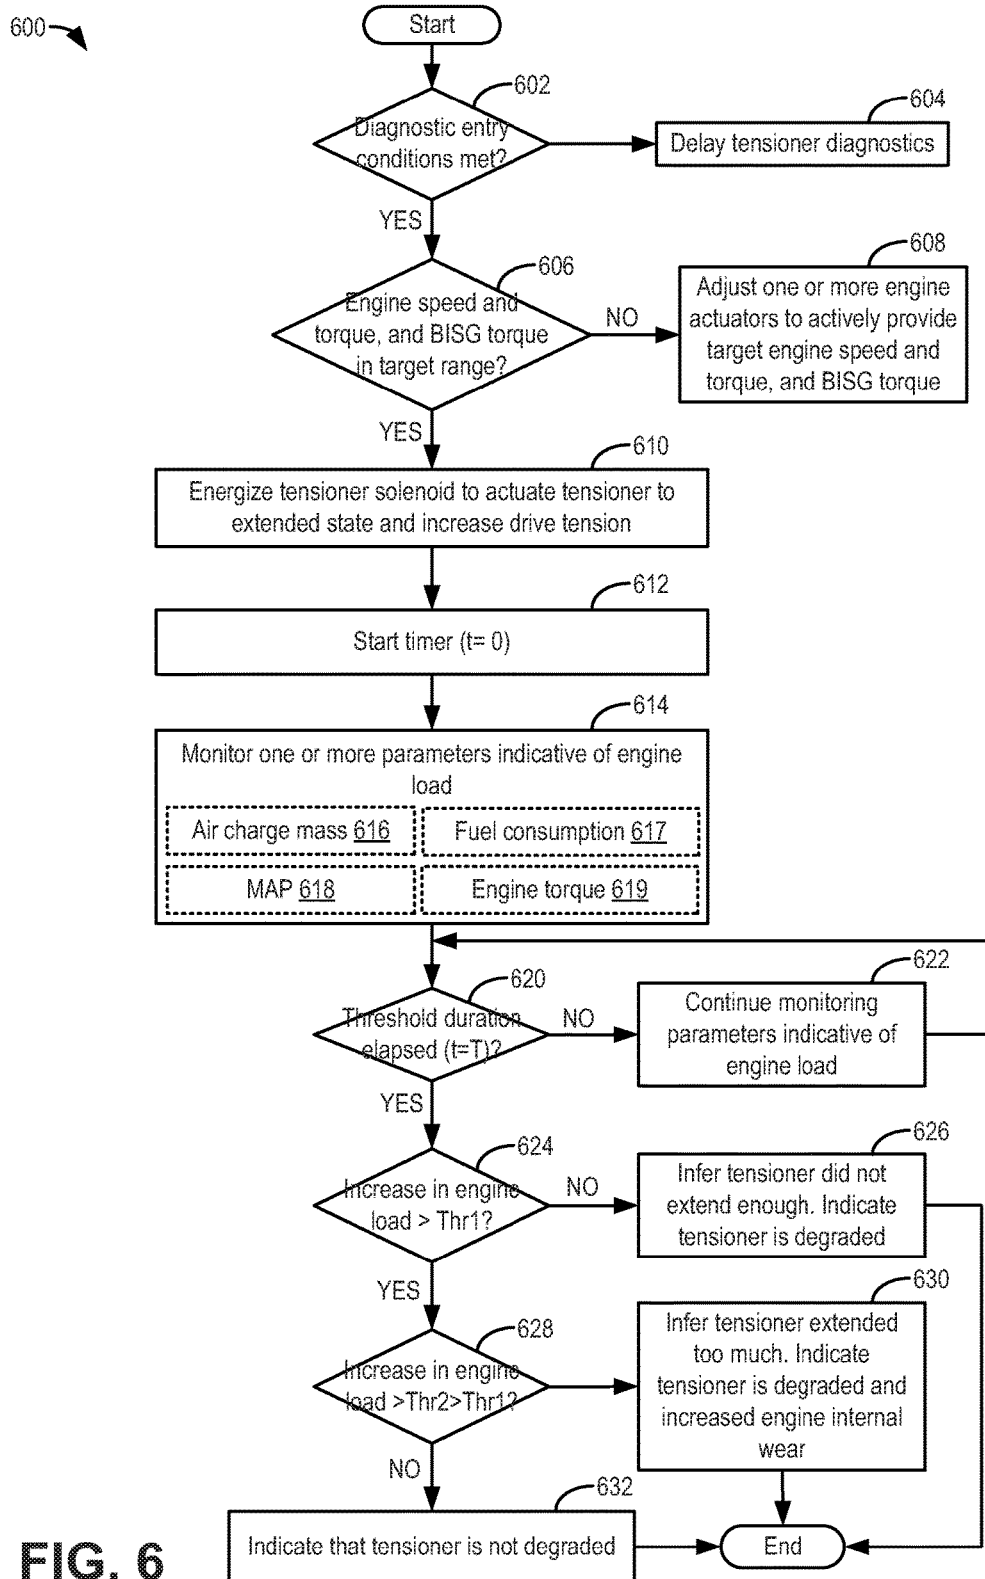 600
Start
602
Diagnostic entry
conditions met?
604
Delay tensioner diagnostics
YES
606
Engine speed and
torque, and BISG torque
in target range?
NO
608
Adjust one or more engine
actuators to actively provide
target engine speed and
torque, and BISG torque
YES
610
Energize tensioner solenoid to actuate tensioner to
extended state and increase drive tension
612
Start timer (t= 0)
614
Monitor one or more parameters indicative of engine
load
Air charge mass 616
Fuel consumption 617
MAP 618
Engine torque 619
620
Threshold duration
elapsed (t=T)?
NO
622
Continue monitoring
parameters indicative of
engine load
YES
624
Increase in engine
load > Thr1?
NO
626
Infer tensioner did not
extend enough. Indicate
tensioner is degraded
YES
628
Increase in engine
load >Thr2>Thr1?
630
Infer tensioner extended
too much. Indicate
tensioner is degraded and
increased engine internal
wear
NO
632
Indicate that tensioner is not degraded
End
FIG. 6